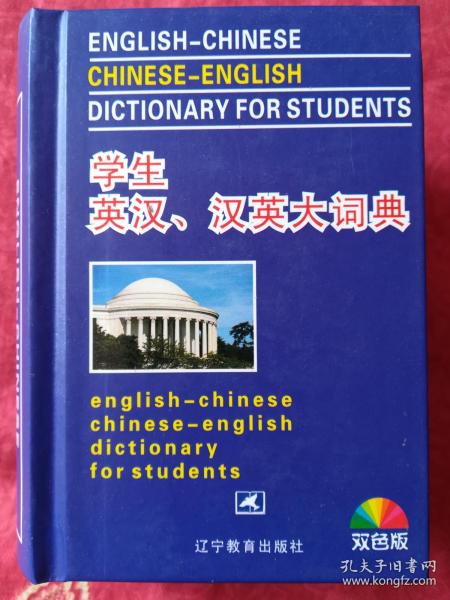 ENGLISH-CHINESE
CHINESE-ENGLISH
DICTIONARY FOR STUDENTS
学生
英汉、汉英大词典
english-chinese
chinese-english
dictionary
for students
辽宁教育出版社
双色版
孔夫子旧书网
www.kongfz.com